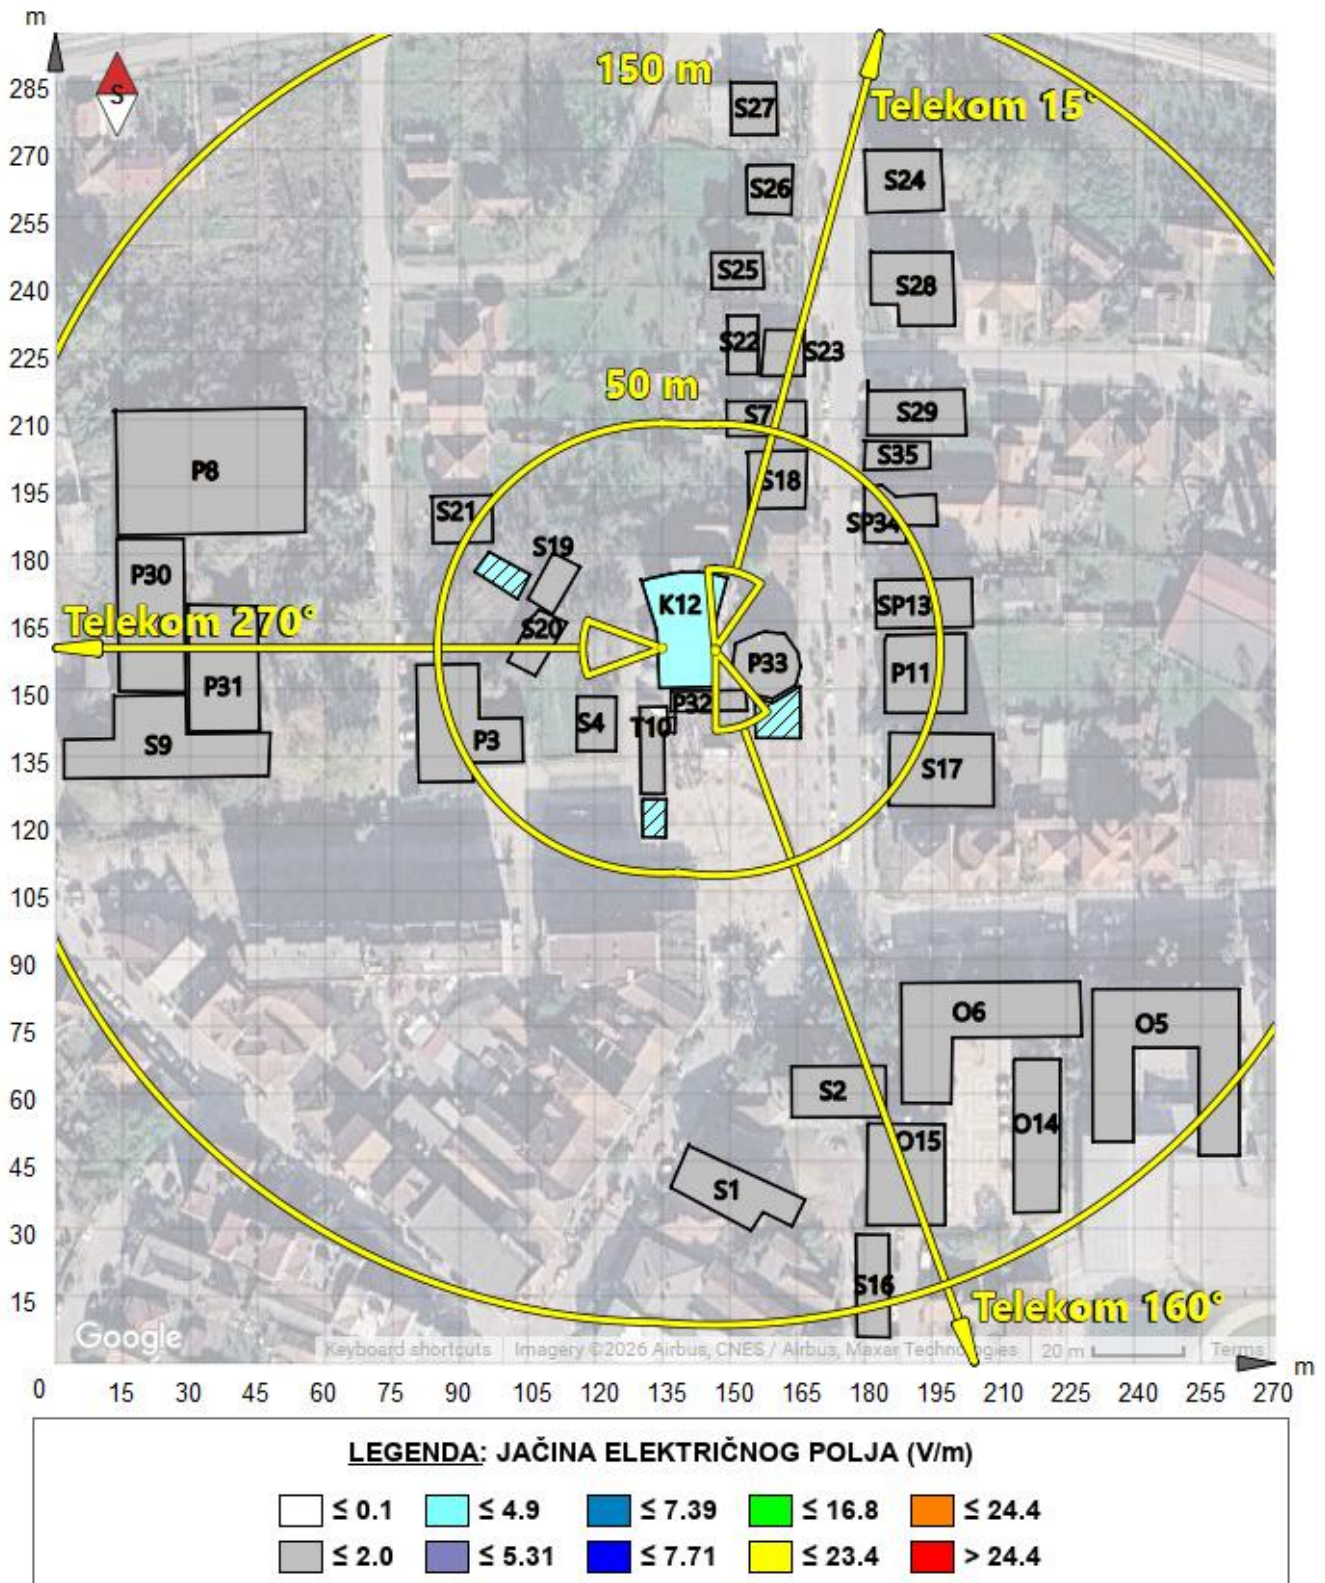 m
S
150 m
Telekom 15°
S27
S26
S24
S25
S28
S22
S23
50 m
S7
S29
S35
P8
S18
S21
SP34
S19
P30
K12
SP13
Telekom 270°
S20
P33
P31
P11
P32
S9
P3
S4
T10
S17
O6
O5
S2
O14
O15
S1
S16
Telekom 160°
285
270
255
240
225
210
195
180
165
150
135
120
105
90
75
60
45
30
15
Google
Keyboard shortcuts Imagery ©2026 Airbus, CNES / Airbus, Maxar Technologies 20 m Terms
m
0 15 30 45 60 75 90 105 120 135 150 165 180 195 210 225 240 255 270
LEGENDA: JAČINA ELEKTRIČNOG POLJA (V/m)
≤ 0.1 ≤ 4.9 ≤ 7.39 ≤ 16.8 ≤ 24.4
≤ 2.0 ≤ 5.31 ≤ 7.71 ≤ 23.4 > 24.4